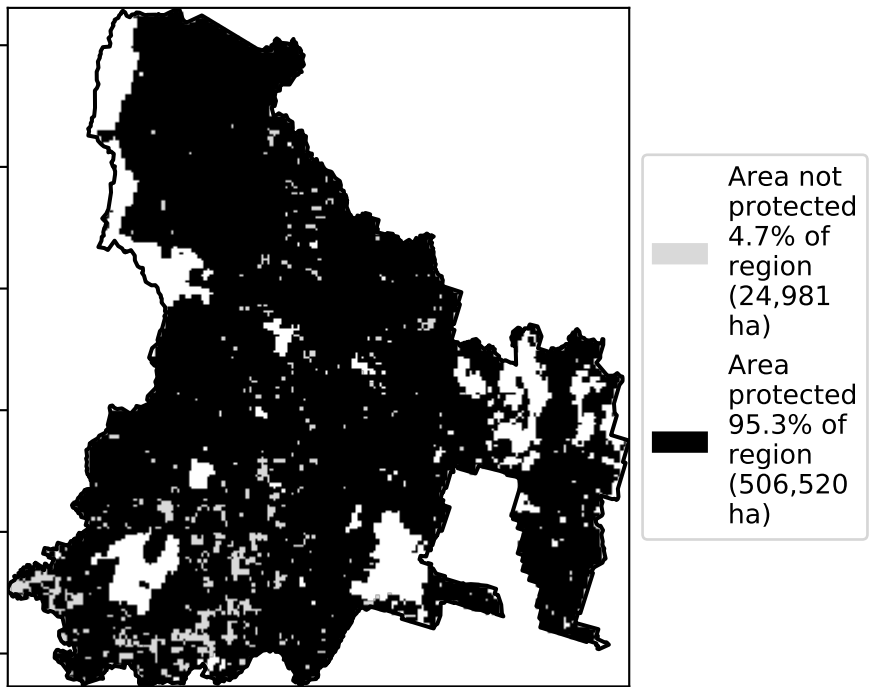 Area not
protected
4.7% of
region
(24,981
ha)
Area
protected
95.3% of
region
(506,520
ha)